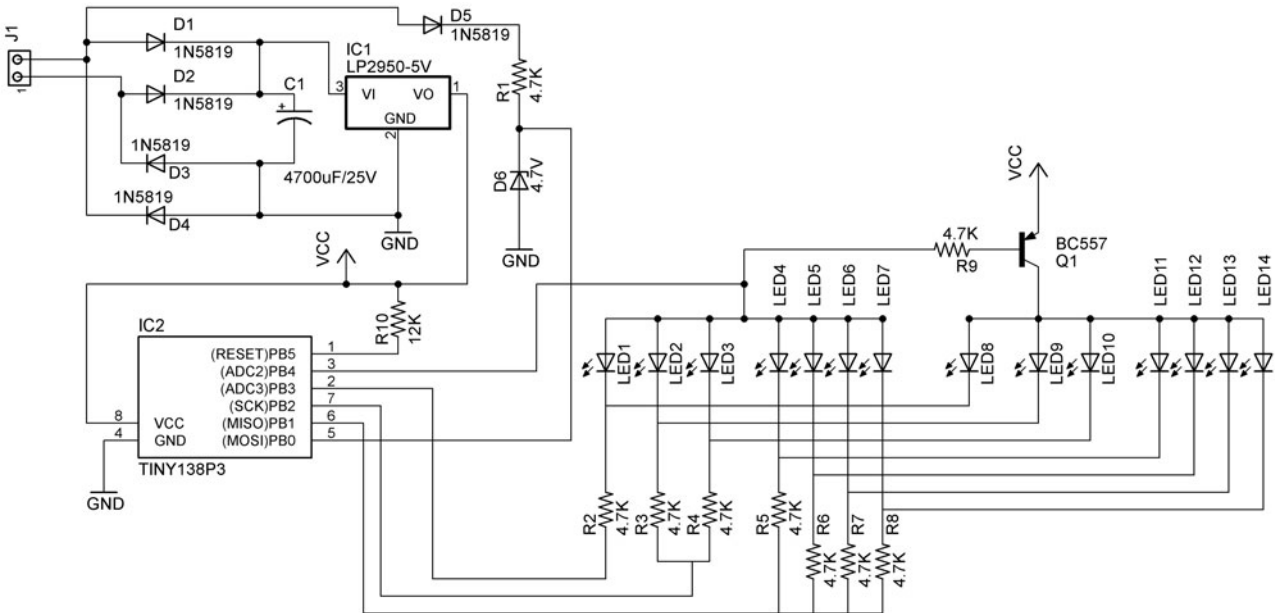 J1
1
D1
1N5819
D2
1N5819
1N5819
D3
1N5819
D4
C1
+
4700uF/25V
IC1
LP2950-5V
3
VI
VO
1
GND
2
GND
D5
1N5819
R1
4.7K
D6
4.7V
GND
VCC
R10
12K
IC2
(RESET)PB5
1
(ADC2)PB4
3
(ADC3)PB3
2
(SCK)PB2
7
8
VCC
(MISO)PB1
6
4
GND
(MOSI)PB0
5
TINY138P3
GND
VCC
4.7K
R9
BC557
Q1
LED4
LED5
LED6
LED7
LED11
LED12
LED13
LED14
LED1
LED2
LED3
LED8
LED9
LED10
R2
4.7K
R3
4.7K
R4
4.7K
R5
4.7K
R6
4.7K
R7
4.7K
R8
4.7K